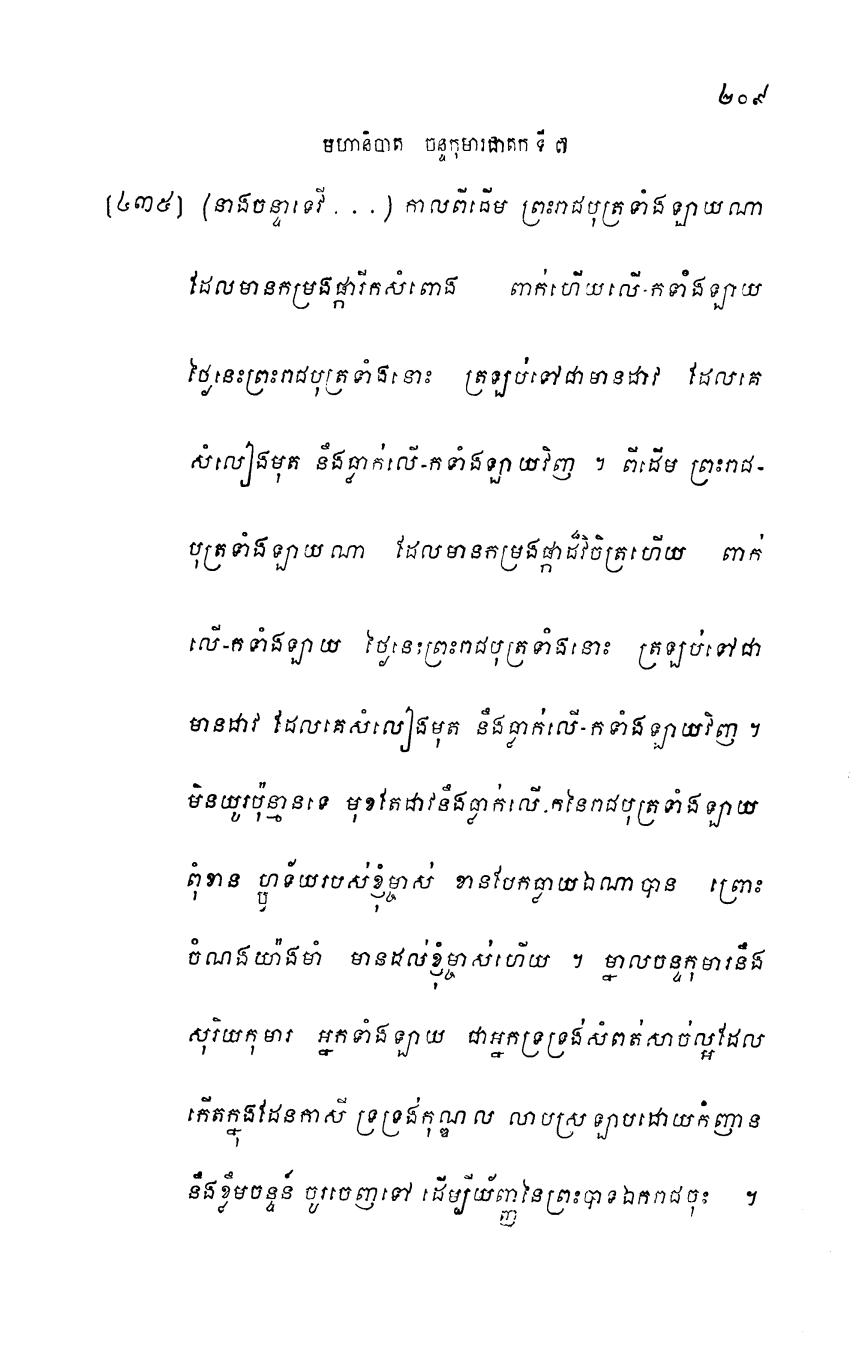 ២០៩
មហានិបាត ចន្ទកុមារជាតក ទី ៧
[៤៣៥] (នាងចន្ទាទេវី . . .) កាលពីដើម ព្រះរាជបុត្រទាំងឡាយណា
ដែលមានកម្រងផ្ការីកសំពោង ពាក់ហើយលើ-កទាំងឡាយ
ថ្ងៃនេះព្រះរាជបុត្រទាំងនោះ ត្រឡប់ទៅជាមានដាវ ដែលគេ
សំលៀងមុត នឹងធ្លាក់លើ-កទាំងឡាយវិញ ។ ពីដើម ព្រះរាជ-
បុត្រទាំងឡាយណា ដែលមានកម្រងផ្កាដ៏វិចិត្រហើយ ពាក់
លើ-កទាំងឡាយ ថ្ងៃនេះព្រះរាជបុត្រទាំងនោះ ត្រឡប់ទៅជា
មានដាវ ដែលគេសំលៀងមុត នឹងធ្លាក់លើ-កទាំងឡាយវិញ ។
មិនយូរប៉ុន្មានទេ មុខតែដាវនឹងធ្លាក់លើ-កនៃរាជបុត្រទាំងឡាយ
ពុំខាន ហ្ឫទ័យរបស់ខ្ញុំម្ចាស់ ខានបែកធ្លាយឯណាបាន ព្រោះ
ចំណងយ៉ាងមាំ មានដល់ខ្ញុំម្ចាស់ហើយ ។ ម្នាលចន្ទកុមារនឹង
សុរិយកុមារ អ្នកទាំងឡាយ ជាអ្នកទ្រទ្រង់សំពត់សាច់ល្អដែល
កើតក្នុងដែនកាសី ទ្រទ្រង់កុណ្ឌល លាបស្រឡាបដោយកំញាន
នឹងខ្លឹមចន្ទន៍ ចូរចេញទៅ ដើម្បីយ័ញ្ញនៃព្រះបាទឯករាជចុះ ។